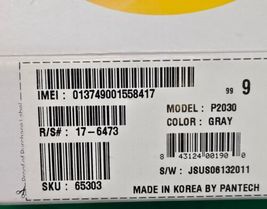 IMEI : 013749001558417
99 9
MODEL : P2030
R/S# : 17-6473
COLOR : GRAY
8 43124 00190 0
S/W : JSUS06132011
SKU : 65303
MADE IN KOREA BY PANTECH